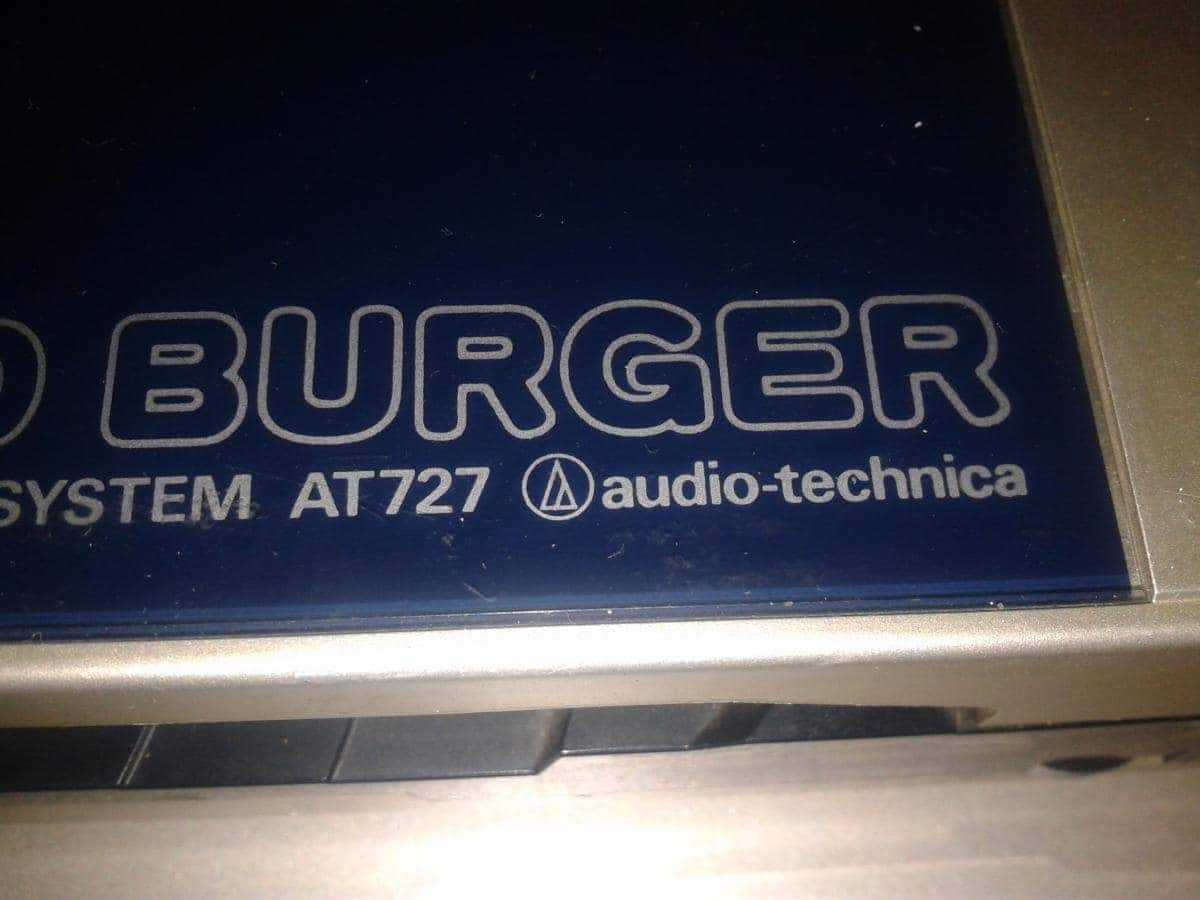 BURGER
SYSTEM AT727 audio-technica